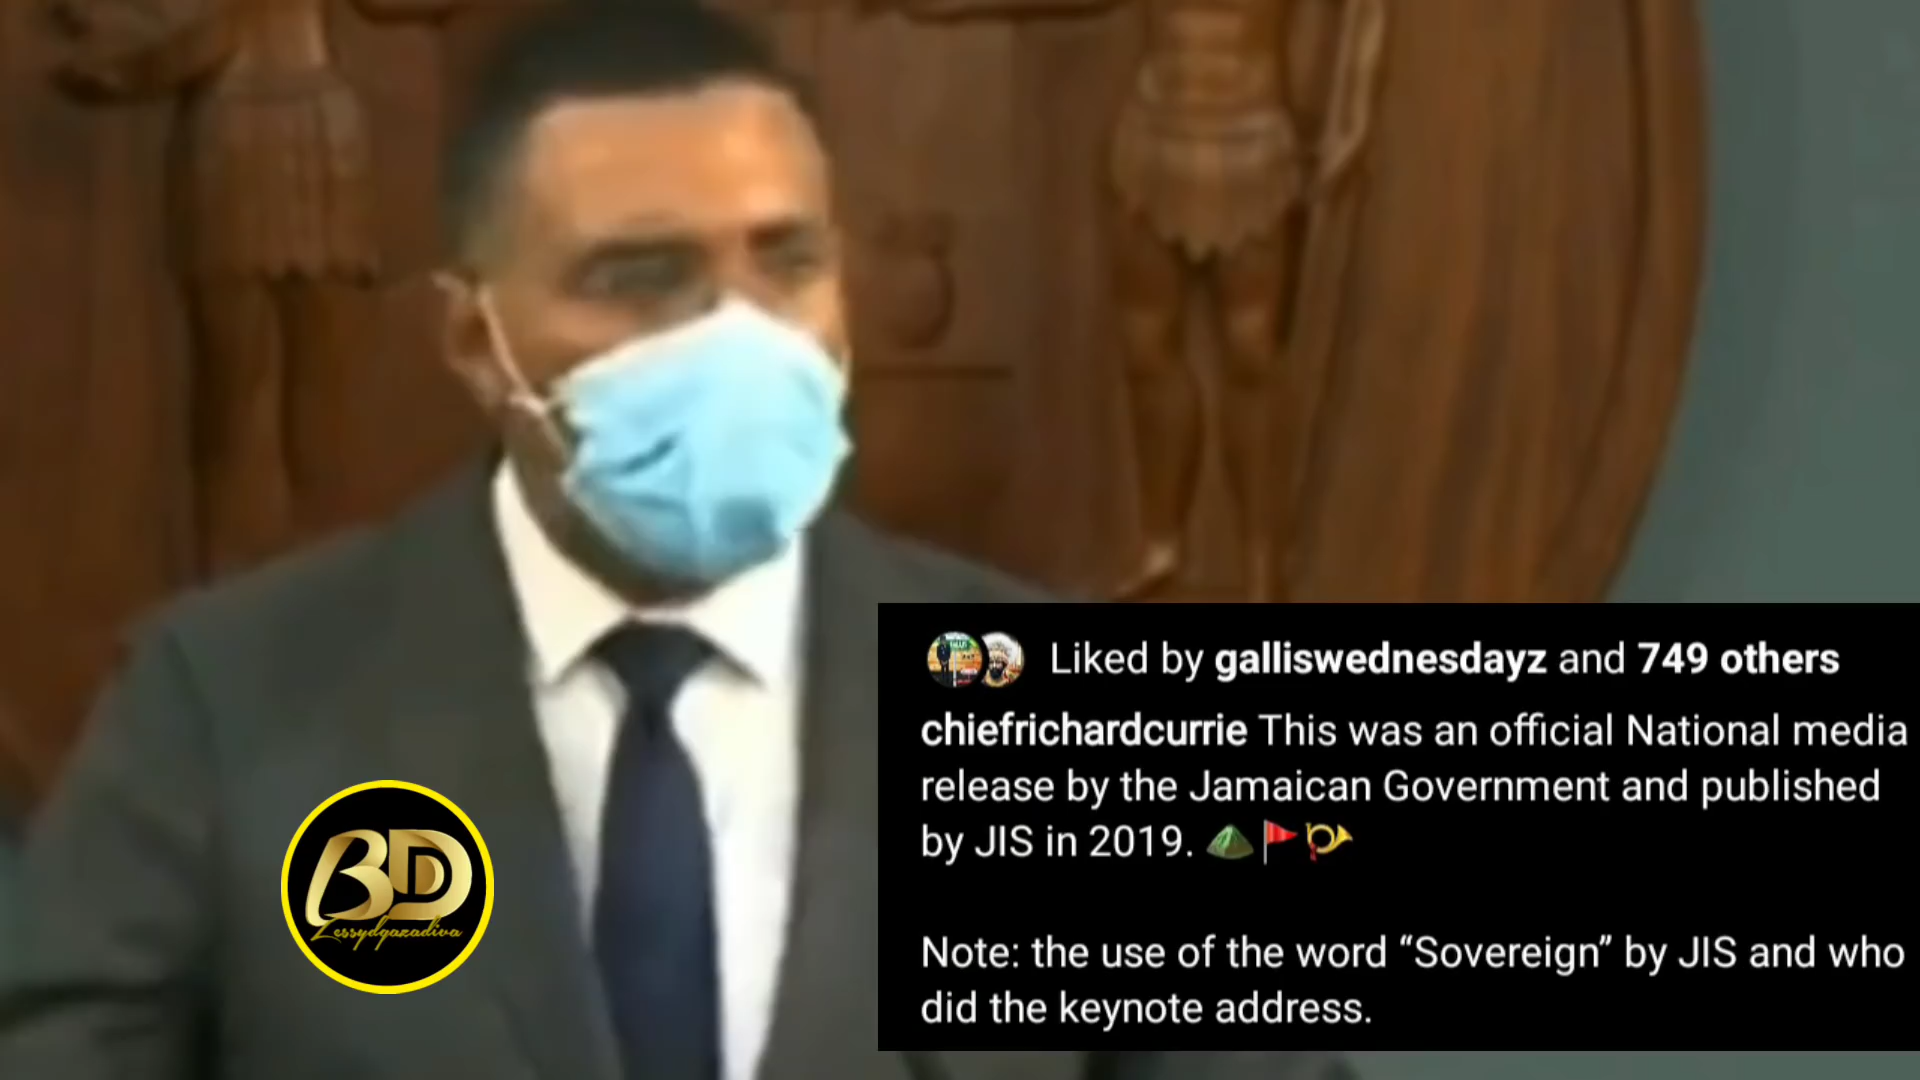 Liked by galliswednesdayz and 749 others
chiefrichardcurrie This was an official National media
release by the Jamaican Government and published
by JIS in 2019.
Note: the use of the word “Sovereign” by JIS and who
did the keynote address.
BD
Lessydgazadiva